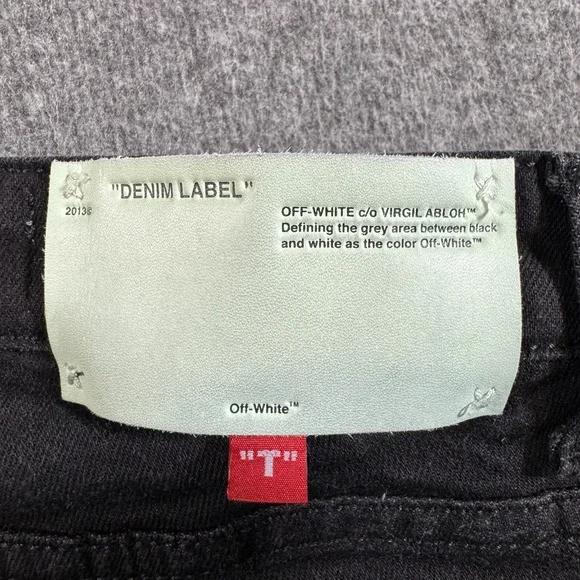 "DENIM LABEL"
2013©
OFF-WHITE c/o VIRGIL ABLOH™
Defining the grey area between black
and white as the color Off-White™
Off-White™
"T"